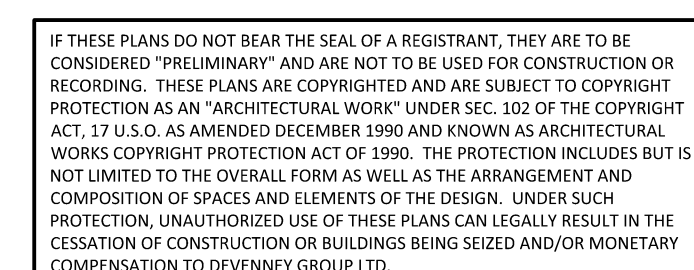 IF THESE PLANS DO NOT BEAR THE SEAL OF A REGISTRANT, THEY ARE TO BE
CONSIDERED "PRELIMINARY" AND ARE NOT TO BE USED FOR CONSTRUCTION OR
RECORDING. THESE PLANS ARE COPYRIGHTED AND ARE SUBJECT TO COPYRIGHT
PROTECTION AS AN "ARCHITECTURAL WORK" UNDER SEC. 102 OF THE COPYRIGHT
ACT, 17 U.S.O. AS AMENDED DECEMBER 1990 AND KNOWN AS ARCHITECTURAL
WORKS COPYRIGHT PROTECTION ACT OF 1990. THE PROTECTION INCLUDES BUT IS
NOT LIMITED TO THE OVERALL FORM AS WELL AS THE ARRANGEMENT AND
COMPOSITION OF SPACES AND ELEMENTS OF THE DESIGN. UNDER SUCH
PROTECTION, UNAUTHORIZED USE OF THESE PLANS CAN LEGALLY RESULT IN THE
CESSATION OF CONSTRUCTION OR BUILDINGS BEING SEIZED AND/OR MONETARY
COMPENSATION TO DEVENNEY GROUP LTD.